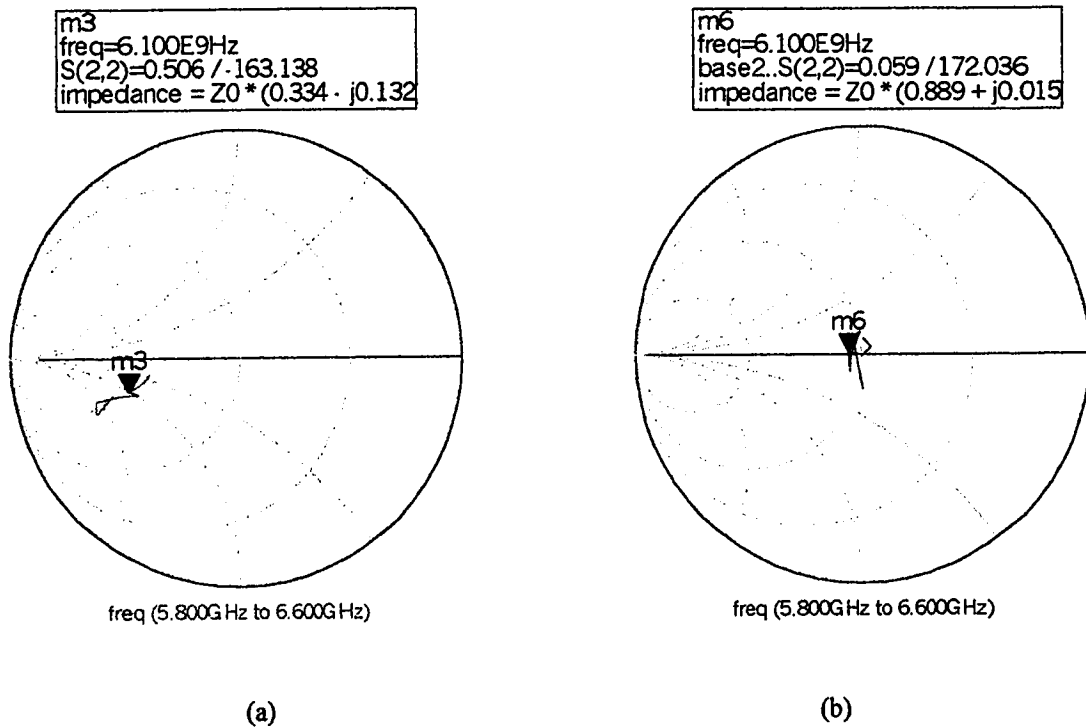 m3
freq=6.100E9Hz
S(2,2)=0.506 / -163.138
impedance = Z0 * (0.334 - j0.132
m3
freq (5.800GHz to 6.600GHz)
(a)
m6
freq=6.100E9Hz
base2..S(2,2)=0.059 / 172.036
impedance = Z0 * (0.889 + j0.015
m6
freq (5.800GHz to 6.600GHz)
(b)